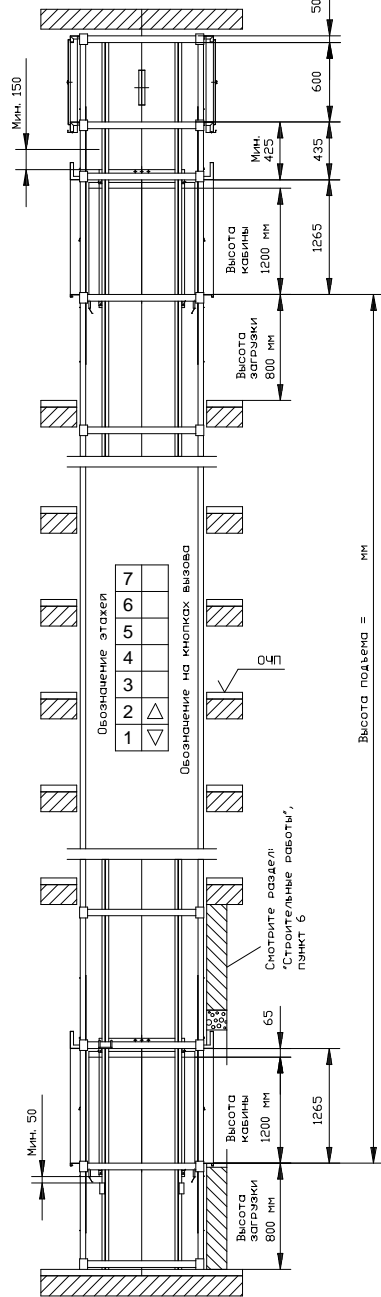 50
600
Мин. 150
Мин.
425
435
Высота
кабины
1200 мм
1265
Высота
загрузки
800 мм
Обозначение этажей
7
6
5
4
3
2 △
1 ▽
Обозначение на кнопках вызова
ОЧП
Высота подъема = мм
Смотрите раздел:
"Строительные работы",
пункт 6
65
Мин. 50
Высота
кабины
1200 мм
1265
Высота
загрузки
800 мм